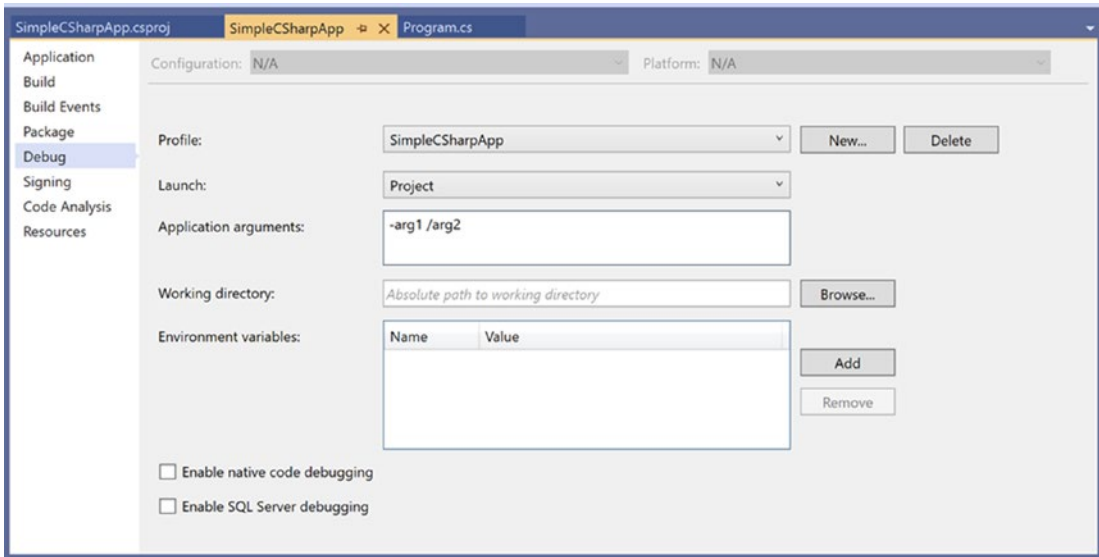 SimpleCSharpApp.csproj SimpleCSharpApp Program.cs
Application
Build
Build Events
Package
Debug
Signing
Code Analysis
Resources
Configuration: N/A Platform: N/A
Profile: SimpleCSharpApp New... Delete
Launch: Project
Application arguments: -arg1 /arg2
Working directory: Absolute path to working directory Browse...
Environment variables: Name Value
Add
Remove
Enable native code debugging
Enable SQL Server debugging